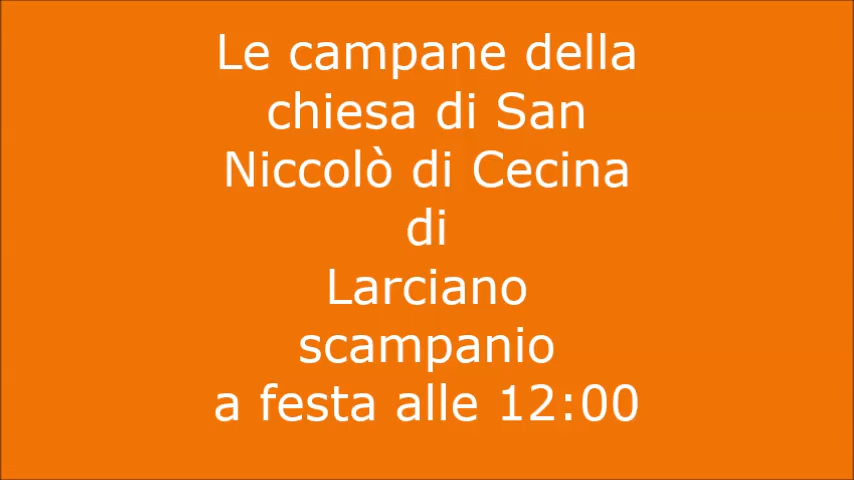 Le campane della
chiesa di San
Niccolò di Cecina
di
Larciano
scampanio
a festa alle 12:00